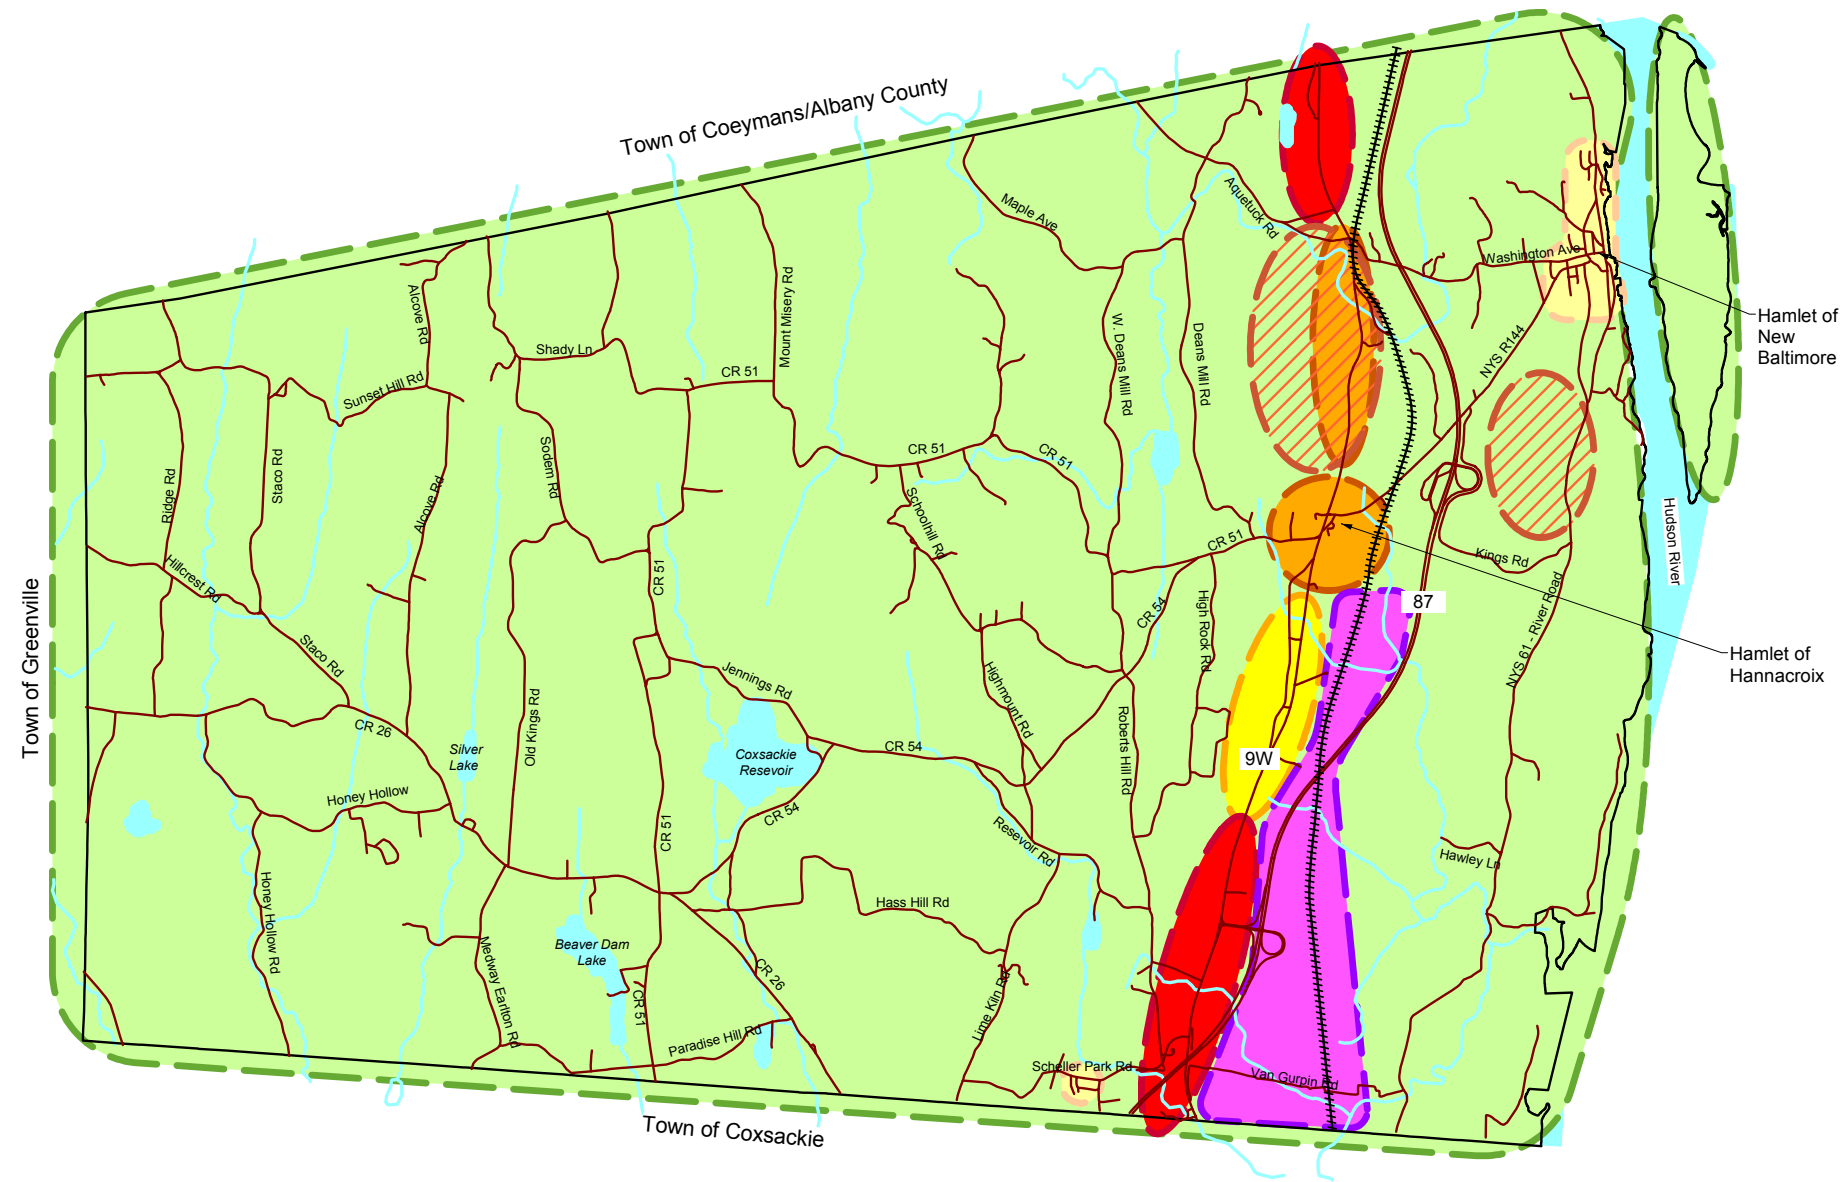 Town of Coeymans/Albany County
Maple Ave
Aquetuck Rd
Washington Ave
Alcove Rd
Mount Misery Rd
W. Deans Mill Rd
Deans Mill Rd
Hamlet of
New
Baltimore
NYS R144
Shady Ln
CR 51
Sunset Hill Rd
Ridge Rd
Staco Rd
Alcove Rd
Sodem Rd
CR 51
CR 51
Schoolhill Rd
Hudson River
CR 51
Kings Rd
Hillcrest Rd
CR 51
CR 54
High Rock Rd
87
NYS 61 - River Road
Town of Greenville
Staco Rd
Jennings Rd
Highmount Rd
Hamlet of
Hannacroix
Old Kings Rd
CR 26
Silver
Lake
Coxsackie
Resevoir
CR 54
Roberts Hill Rd
9W
Honey Hollow
CR 54
CR 51
Resevoir Rd
Hawley Ln
Honey Hollow Rd
Hass Hill Rd
Medway Earlton Rd
Beaver Dam
Lake
CR 51
CR 26
Lime Kiln Rd
Paradise Hill Rd
Scheller Park Rd
Van Gurpin Rd
Town of Coxsackie